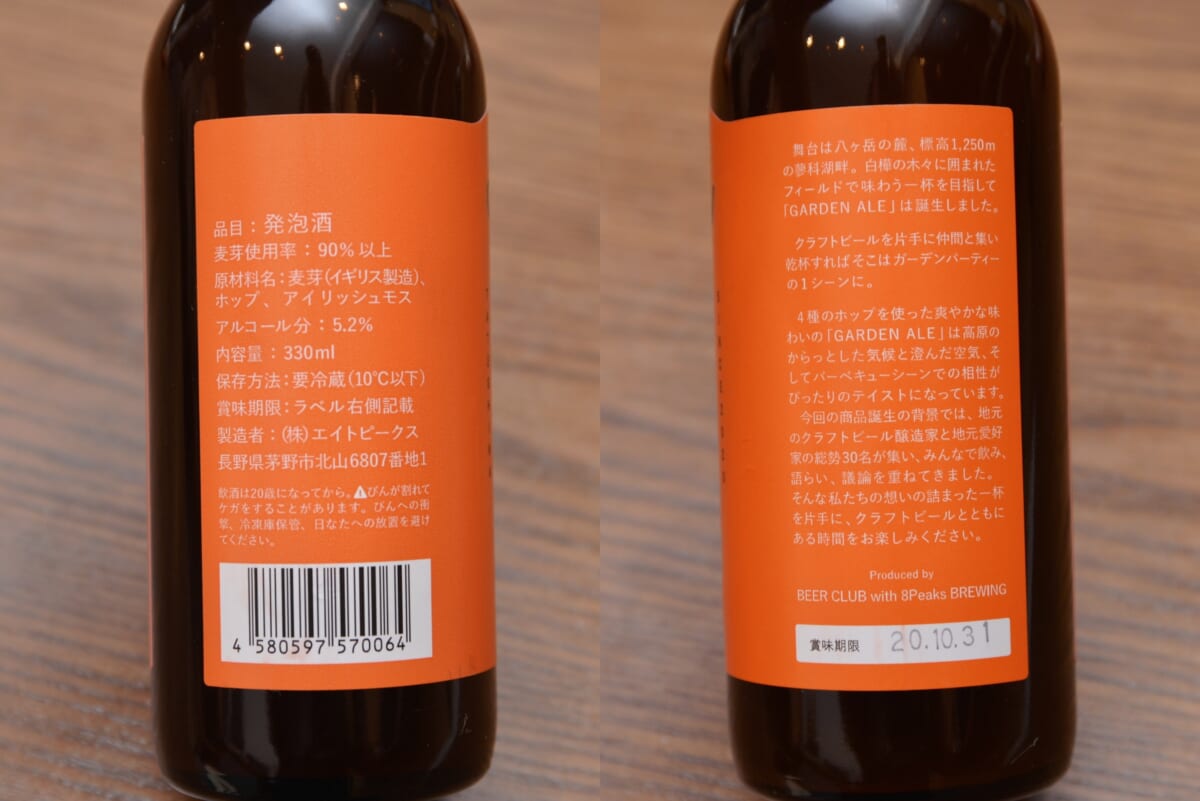 品目：発泡酒
麦芽使用率：90%以上
原材料名：麦芽(イギリス製造)、
ホップ、アイリッシュモス
アルコール分：5.2%
内容量：330ml
保存方法：要冷蔵(10℃以下)
賞味期限：ラベル右側記載
製造者：(株)エイトピークス
長野県茅野市北山6807番地1
飲酒は20歳になってから。⚠びんが割れて
ケガをすることがあります。びんへの衝
撃、冷凍庫保管、日なたへの放置を避け
てください。
4 580597 570064
舞台は八ヶ岳の麓、標高1,250m
の蓼科湖畔。白樺の木々に囲まれた
フィールドで味わう一杯を目指して
「GARDEN ALE」は誕生しました。
クラフトビールを片手に仲間と集い
乾杯すればそこはガーデンパーティー
の1シーンに。
4種のホップを使った爽やかな味
わいの「GARDEN ALE」は高原の
からっとした気候と澄んだ空気、そ
してバーベキューシーンでの相性が
ぴったりのテイストになっています。
今回の商品誕生の背景では、地元
のクラフトビール醸造家と地元愛好
家の総勢30名が集い、みんなで飲み、
語らい、議論を重ねてきました。
そんな私たちの想いの詰まった一杯
を片手に、クラフトビールとともに
ある時間をお楽しみください。
Produced by
BEER CLUB with 8Peaks BREWING
賞味期限 20.10.31